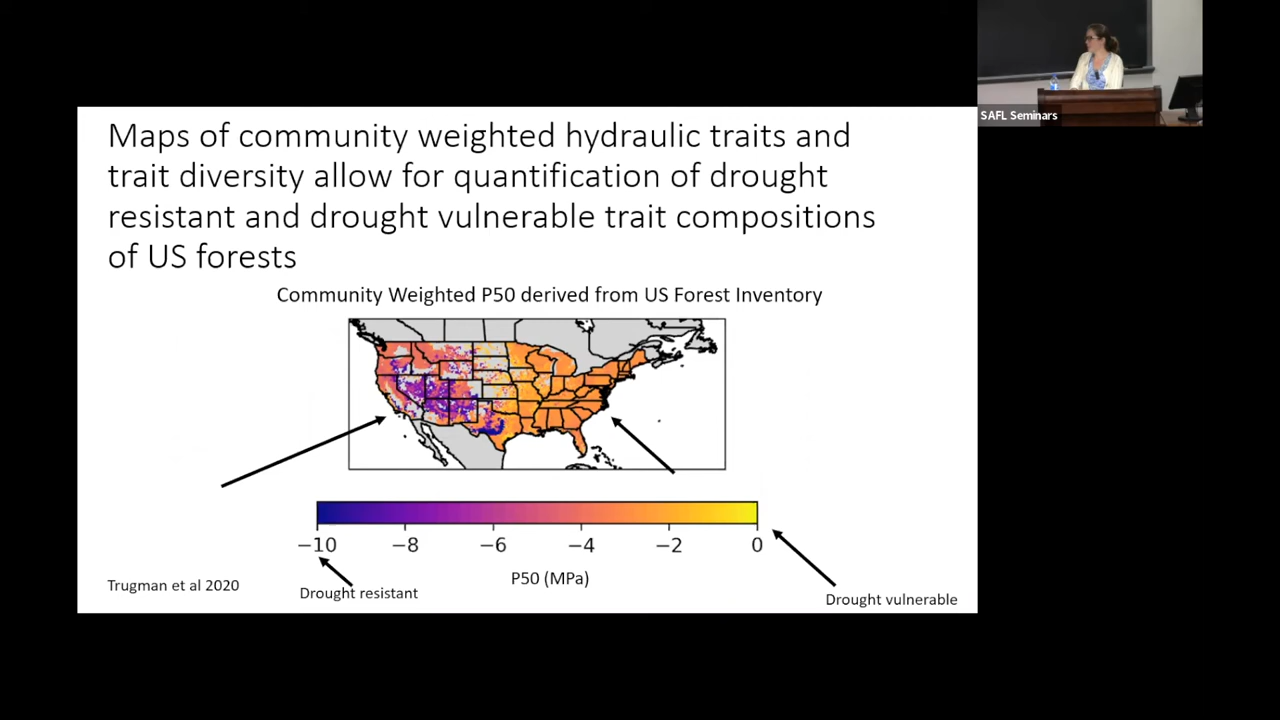 SAFL Seminars
Maps of community weighted hydraulic traits and
trait diversity allow for quantification of drought
resistant and drought vulnerable trait compositions
of US forests
Community Weighted P50 derived from US Forest Inventory
−10 −8 −6 −4 −2 0
P50 (MPa)
Trugman et al 2020
Drought resistant
Drought vulnerable